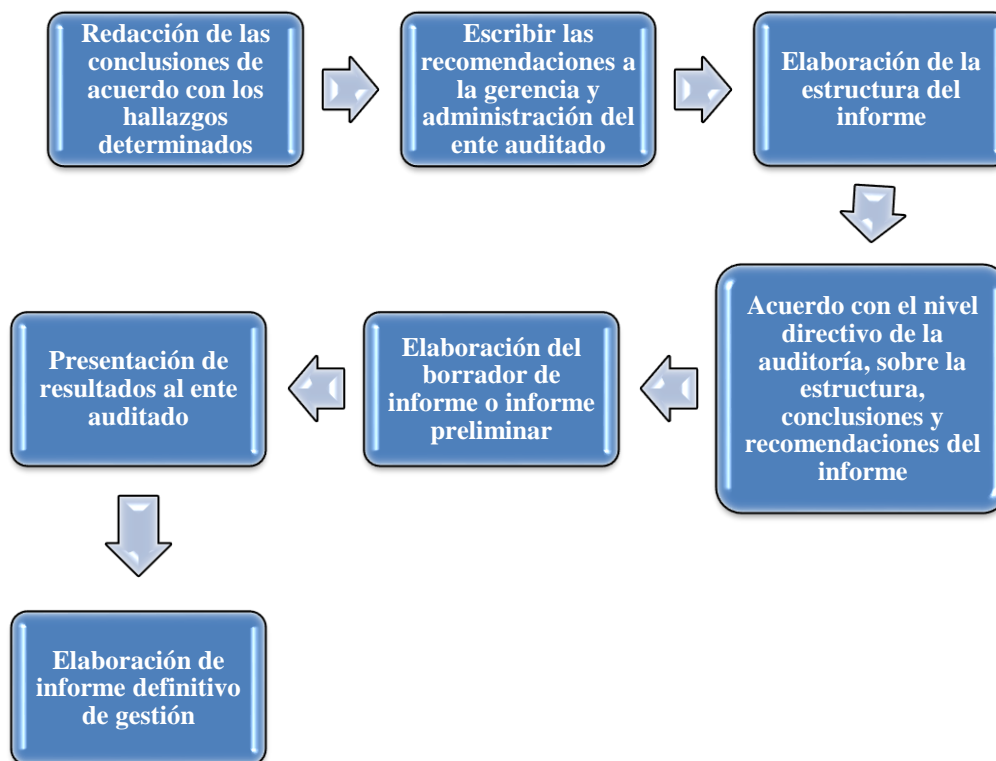 Redacción de las
conclusiones de
acuerdo con los
hallazgos
determinados
Escribir las
recomendaciones a
la gerencia y
administración del
ente auditado
Elaboración de la
estructura del
informe
Acuerdo con el nivel
directivo de la
auditoría, sobre la
estructura,
conclusiones y
recomendaciones del
informe
Elaboración del
borrador de
informe o informe
preliminar
Presentación de
resultados al ente
auditado
Elaboración de
informe definitivo
de gestión